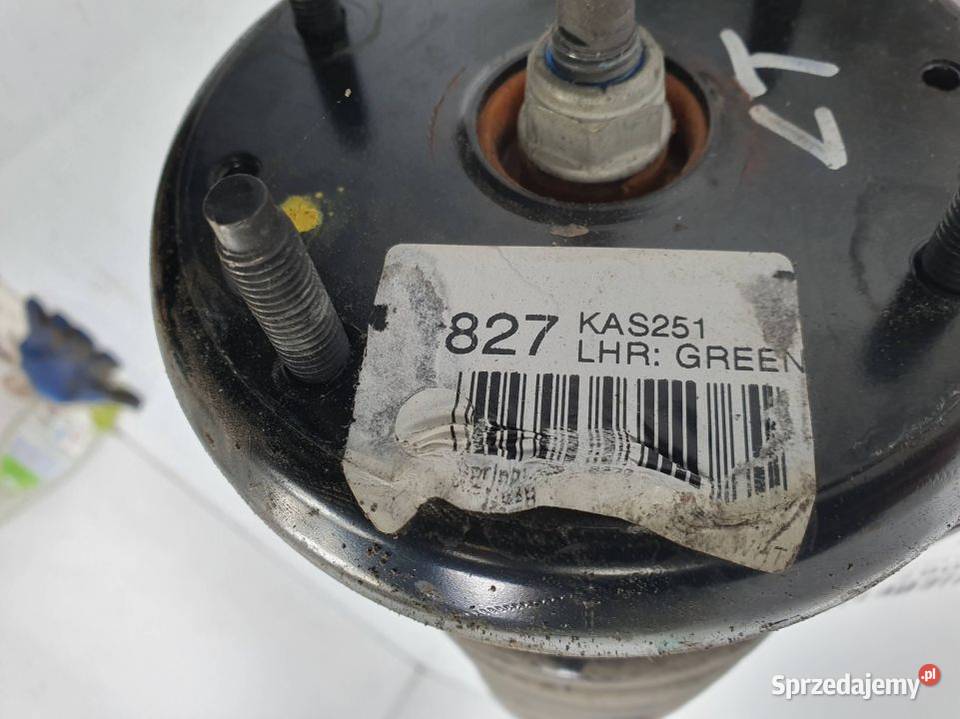 827 KAS251
LHR: GREEN
Sprzedajemy.pl